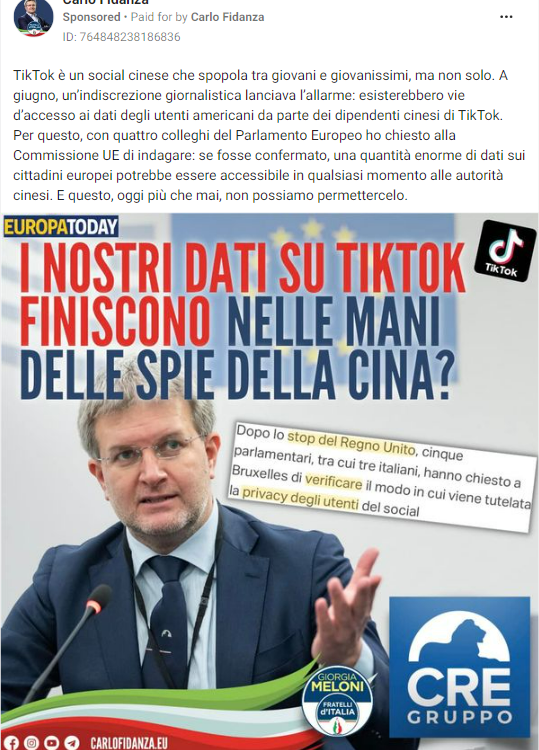 Carlo Fidanza
Sponsored • Paid for by Carlo Fidanza
ID: 764848238186836
TikTok è un social cinese che spopola tra giovani e giovanissimi, ma non solo. A
giugno, un'indiscrezione giornalistica lanciava l'allarme: esisterebbero vie
d'accesso ai dati degli utenti americani da parte dei dipendenti cinesi di TikTok.
Per questo, con quattro colleghi del Parlamento Europeo ho chiesto alla
Commissione UE di indagare: se fosse confermato, una quantità enorme di dati sui
cittadini europei potrebbe essere accessibile in qualsiasi momento alle autorità
cinesi. E questo, oggi più che mai, non possiamo permettercelo.
EUROPATODAY
TikTok
I NOSTRI DATI SU TIKTOK
FINISCONO NELLE MANI
DELLE SPIE DELLA CINA?
Dopo lo stop del Regno Unito, cinque
parlamentari, tra cui tre italiani, hanno chiesto a
Bruxelles di verificare il modo in cui viene tutelata
la privacy degli utenti del social
GIORGIA
MELONI
FRATELLI
d'ITALIA
CRE
GRUPPO
CARLOFIDANZA.EU